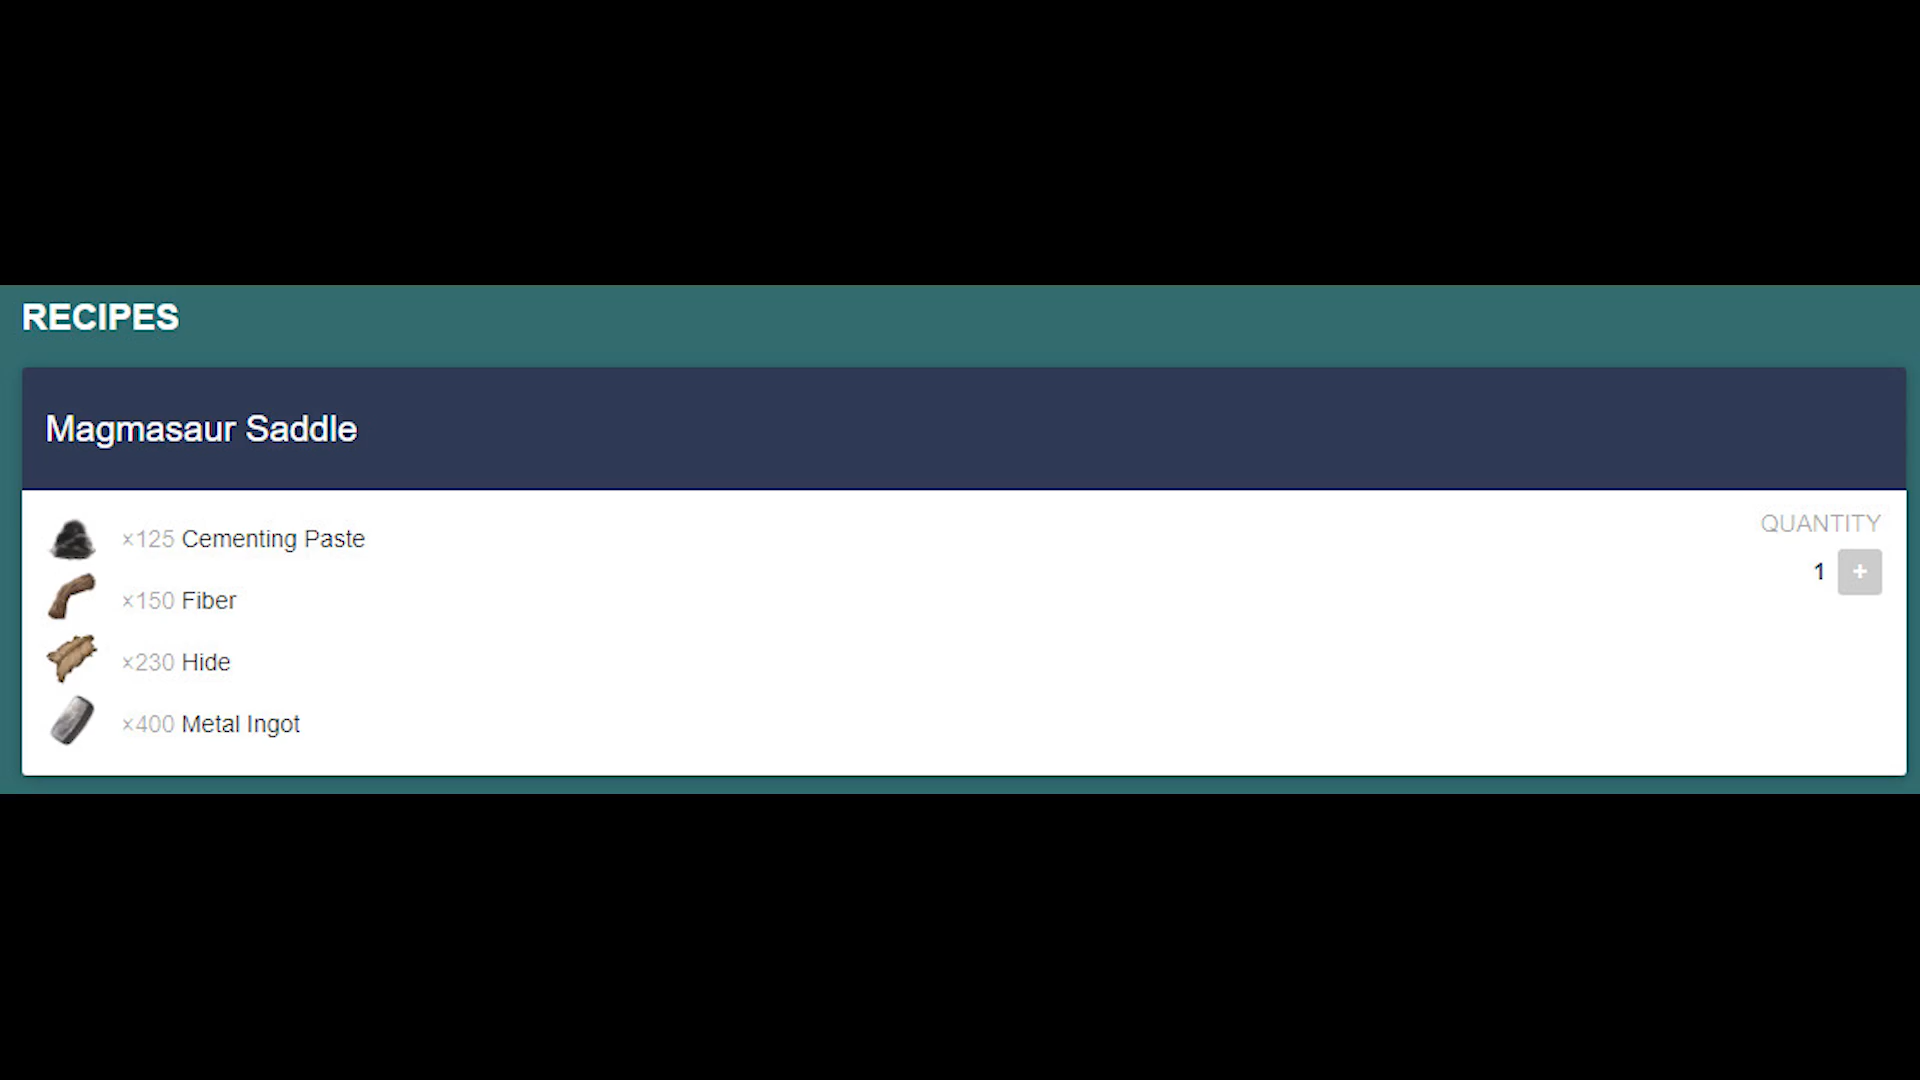 RECIPES
Magmasaur Saddle
×125 Cementing Paste
QUANTITY
1 +
×150 Fiber
×230 Hide
×400 Metal Ingot